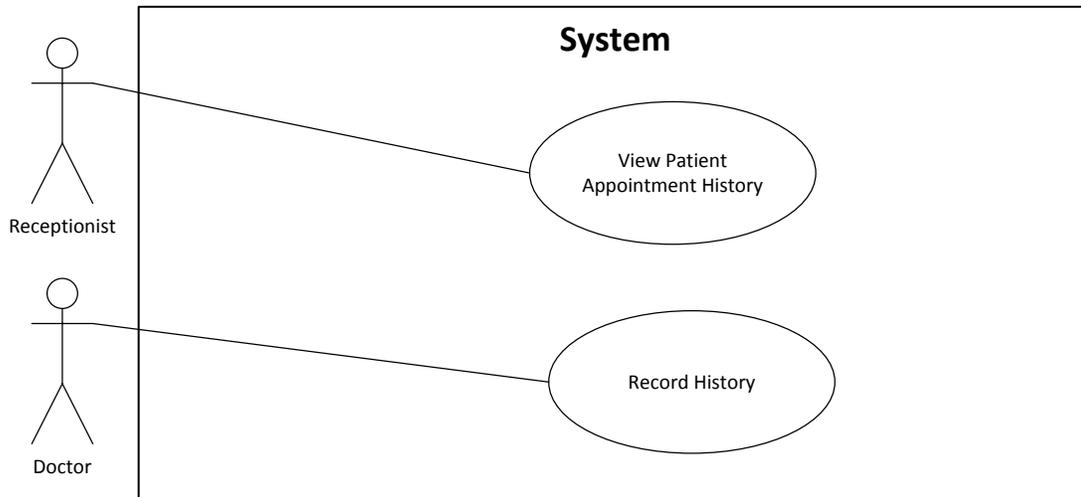 System
View Patient
Appointment History
Receptionist
Record History
Doctor